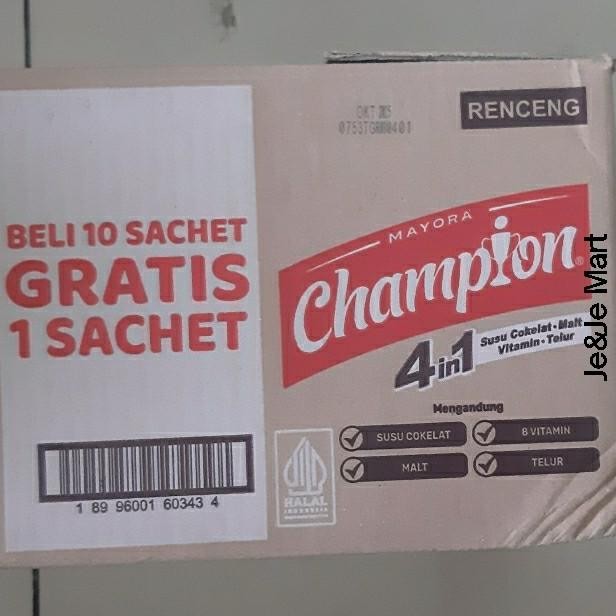 BELI 10 SACHET
GRATIS
1 SACHET
1 89 96001 60343 4
OKT
RENCENG
MAYORA
Champion®
4in1
Susu Cokelat • Malt
Vitamin • Telur
Mengandung
SUSU COKELAT
8 VITAMIN
MALT
TELUR
HALAL
INDONESIA
Je&Je Mart